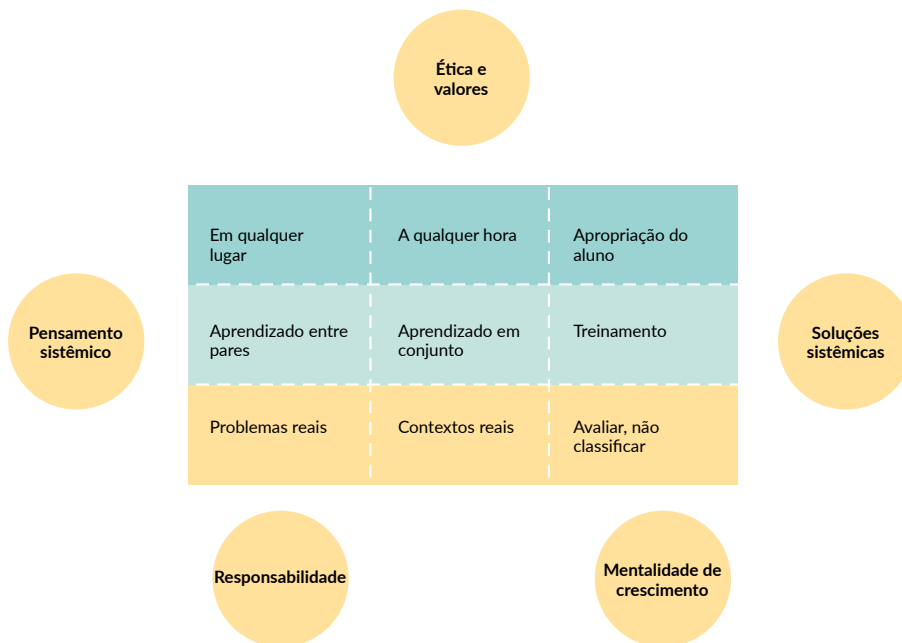 Ética e
valores
Em qualquer
lugar
A qualquer hora
Apropriação do
aluno
Pensamento
sistêmico
Aprendizado entre
pares
Aprendizado em
conjunto
Treinamento
Soluções
sistêmicas
Problemas reais
Contextos reais
Avaliar, não
classificar
Responsabilidade
Mentalidade de
crescimento